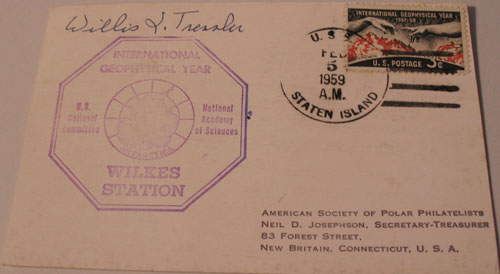 Willis L. Tressler
INTERNATIONAL
GEOPHYSICAL YEAR
U.S.
National
Committee
National
Academy
of Sciences
ANTARCTICA
WILKES
STATION
U.S.S.
FEB
5
1959
A.M.
STATEN ISLAND
INTERNATIONAL GEOPHYSICAL YEAR
1957-58
U.S. POSTAGE 3c
AMERICAN SOCIETY OF POLAR PHILATELISTS
NEIL D. JOSEPHSON, SECRETARY-TREASURER
83 FOREST STREET,
NEW BRITAIN, CONNECTICUT, U. S. A.